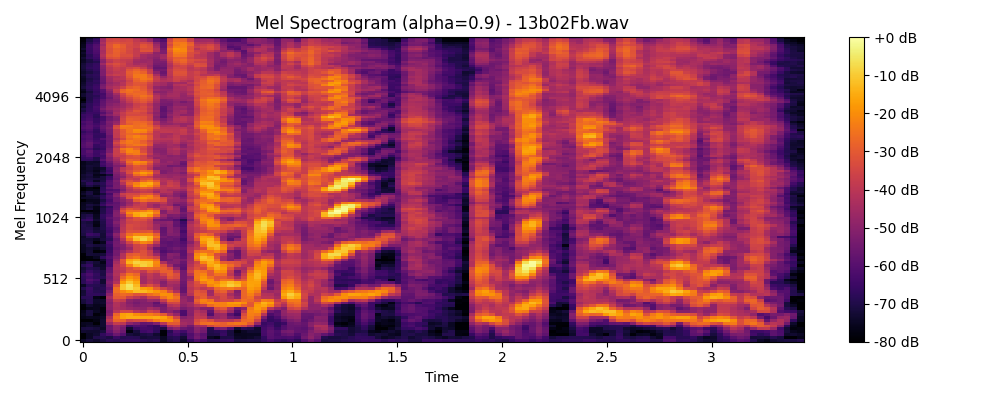 Mel Spectrogram (alpha=0.9) - 13b02Fb.wav
Mel Frequency
4096
2048
1024
512
0
0
0.5
1
1.5
2
2.5
3
Time
+0 dB
-10 dB
-20 dB
-30 dB
-40 dB
-50 dB
-60 dB
-70 dB
-80 dB